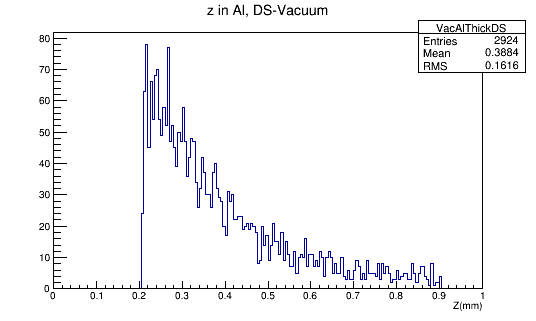 z in Al, DS-Vacuum
VacAlThickDS
Entries 2924
Mean 0.3884
RMS 0.1616
80
70
60
50
40
30
20
10
0
0 0.1 0.2 0.3 0.4 0.5 0.6 0.7 0.8 0.9 1
Z(mm)